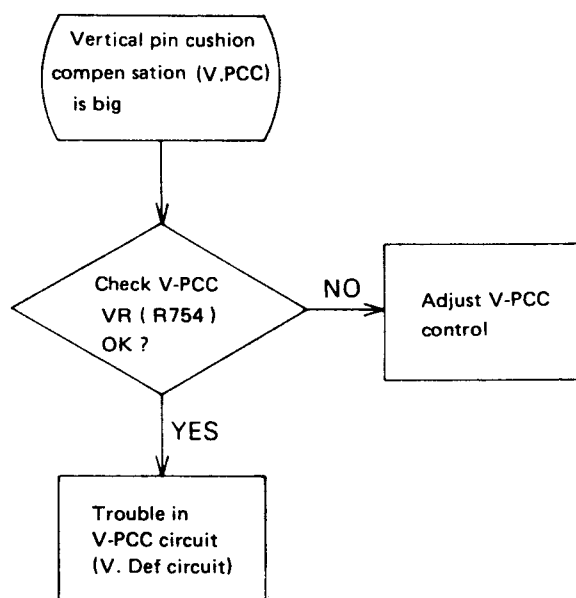 Vertical pin cushion
compen sation (V.PCC)
is big
Check V-PCC
VR ( R754 )
OK ?
NO
Adjust V-PCC
control
YES
Trouble in
V-PCC circuit
(V. Def circuit)